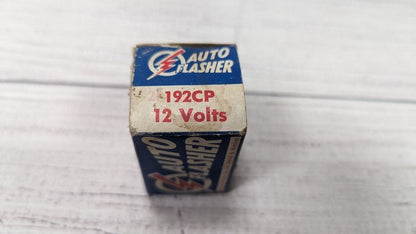 AUTO
FLASHER
192CP
12 Volts
AUTO
FLASHER